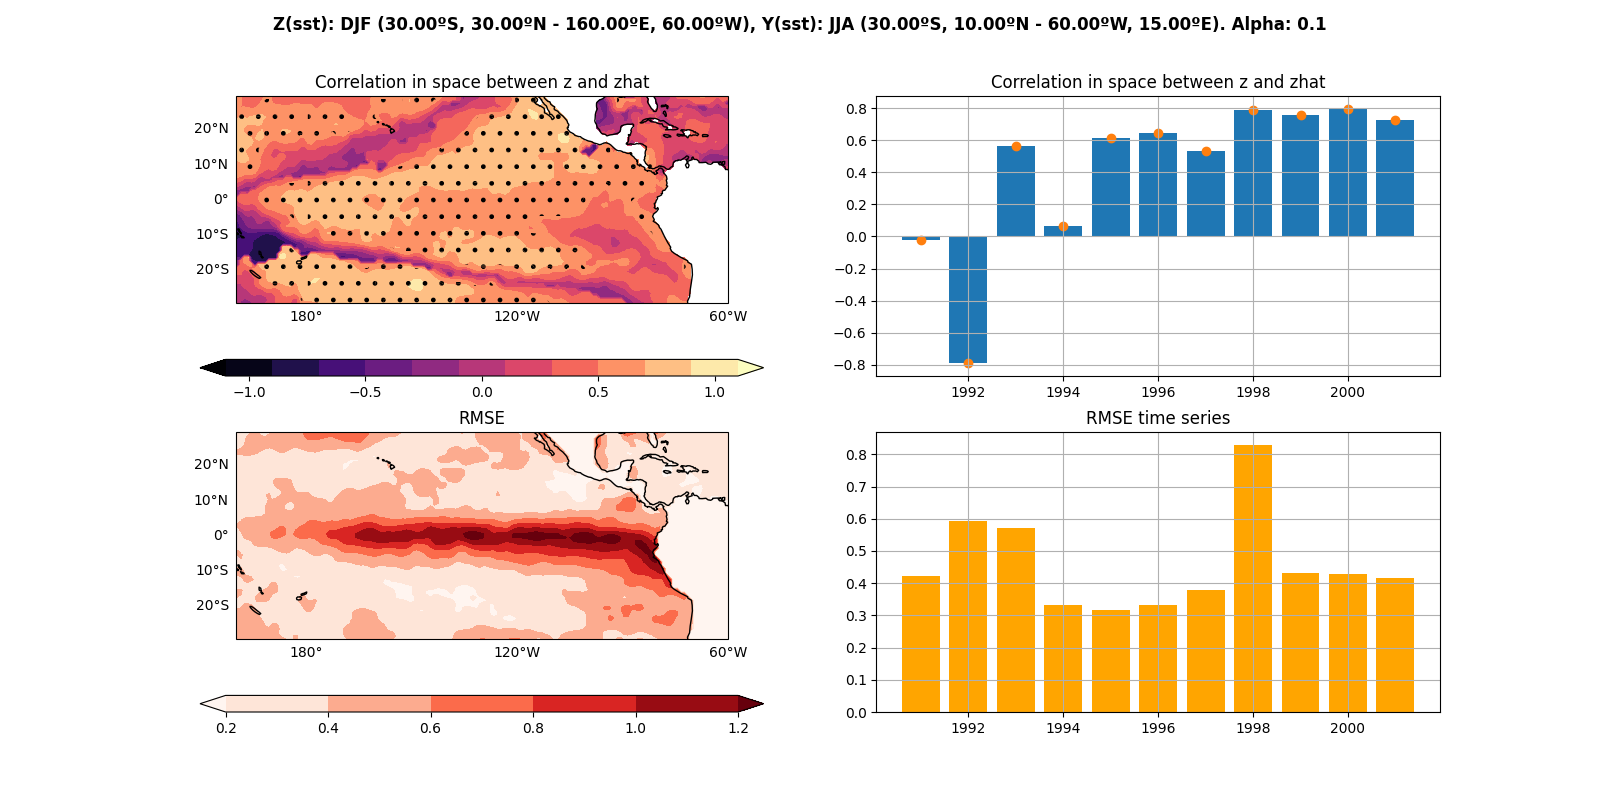 Z(sst): DJF (30.00ºS, 30.00ºN - 160.00ºE, 60.00ºW), Y(sst): JJA (30.00ºS, 10.00ºN - 60.00ºW, 15.00ºE). Alpha: 0.1
Correlation in space between z and zhat
20°N
10°N
0°
10°S
20°S
180°
120°W
60°W
−1.0
−0.5
0.0
0.5
1.0
Correlation in space between z and zhat
0.8
0.6
0.4
0.2
0.0
−0.2
−0.4
−0.6
−0.8
1992
1994
1996
1998
2000
RMSE
20°N
10°N
0°
10°S
20°S
180°
120°W
60°W
0.2
0.4
0.6
0.8
1.0
1.2
RMSE time series
0.8
0.7
0.6
0.5
0.4
0.3
0.2
0.1
0.0
1992
1994
1996
1998
2000